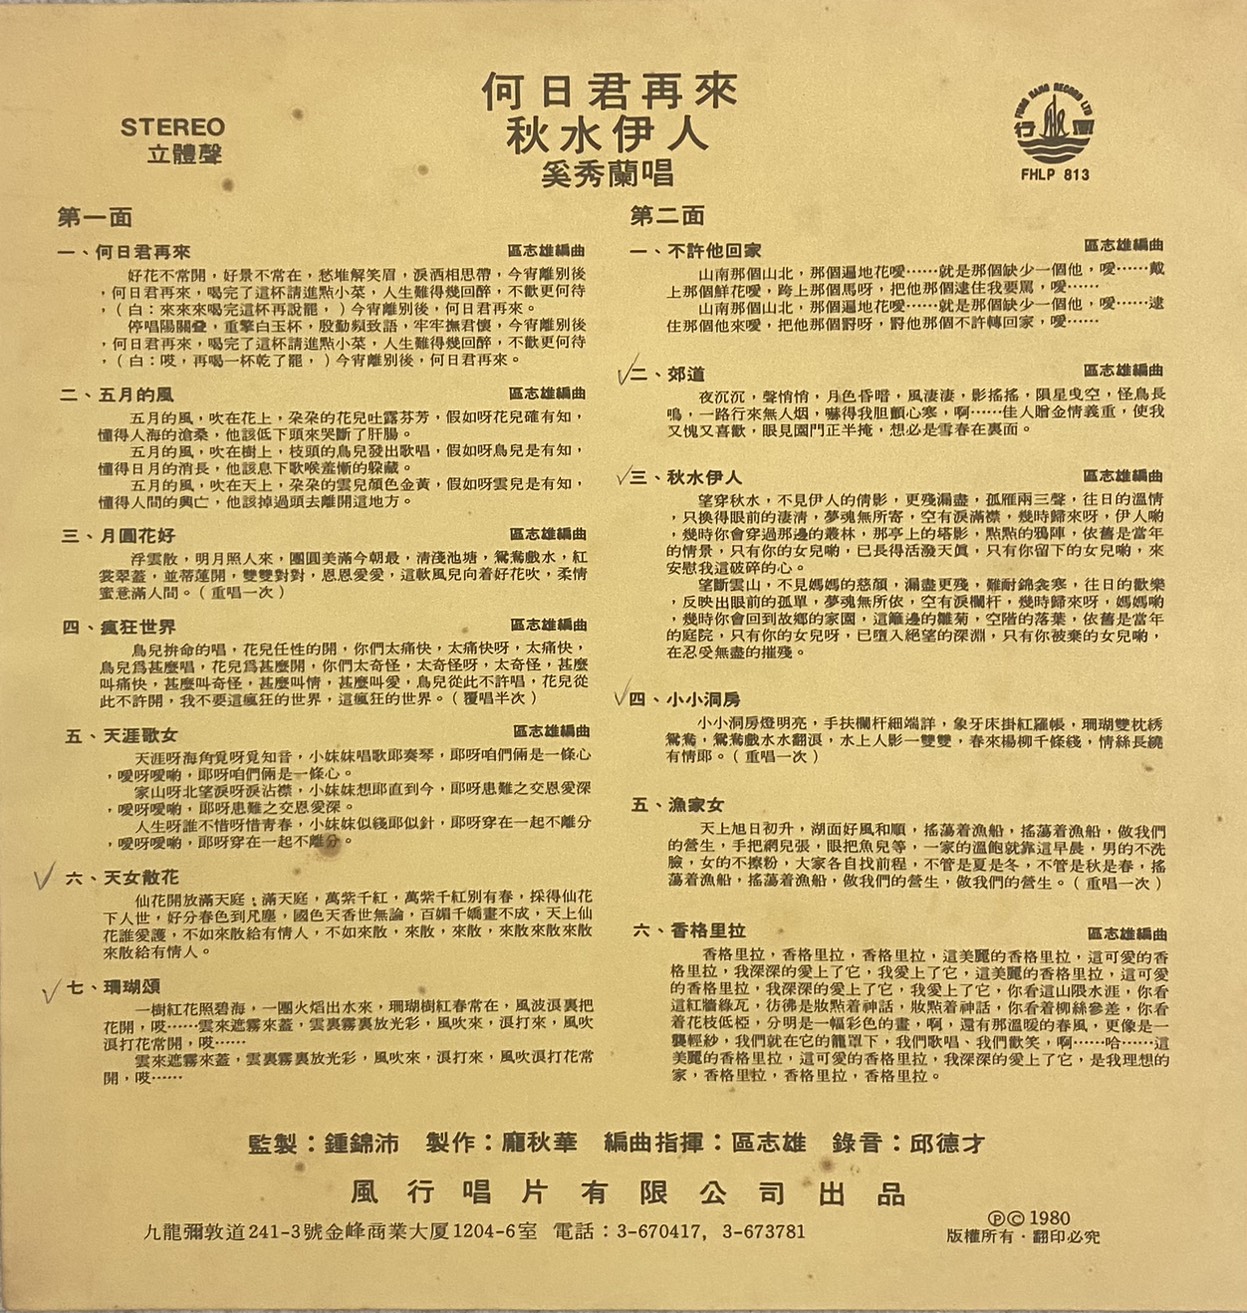 何日君再來
秋水伊人
奚秀蘭唱
STEREO
立體聲
FUNG HANG RECORD LTD
風行
FHLP 813
第一面
一、何日君再來 區志雄編曲
好花不常開，好景不常在，愁堆解笑眉，淚洒相思帶，今宵離別後
，何日君再來，喝完了這杯請進點小菜，人生難得幾回醉，不歡更何待
，（白：來來來喝完這杯再說罷，）今宵離別後，何日君再來。
停唱陽關疊，重擎白玉杯，殷勤頻致語，牢牢撫君懷，今宵離別後
，何日君再來，喝完了這杯請進點小菜，人生難得幾回醉，不歡更何待
，（白：哎，再喝一杯乾了罷，）今宵離別後，何日君再來。
二、五月的風 區志雄編曲
五月的風，吹在花上，朶朶的花兒吐露芬芳，假如呀花兒確有知，
懂得人海的滄桑，他該低下頭來哭斷了肝腸。
五月的風，吹在樹上，枝頭的鳥兒發出歌唱，假如呀鳥兒是有知，
懂得日月的消長，他該息下歌喉羞慚的躱藏。
五月的風，吹在天上，朶朶的雲兒顏色金黃，假如呀雲兒是有知，
懂得人間的興亡，他該掉過頭去離開這地方。
三、月圓花好 區志雄編曲
浮雲散，明月照人來，團圓美滿今朝最，清淺池塘，鴛鴦戲水，紅
裳翠蓋，並蒂蓮開，雙雙對對，恩恩愛愛，這軟風兒向着好花吹，柔情
蜜意滿人間。（重唱一次）
四、瘋狂世界 區志雄編曲
鳥兒拚命的唱，花兒任性的開，你們太痛快，太痛快呀，太痛快，
鳥兒爲甚麼唱，花兒爲甚麼開，你們太奇怪，太奇怪呀，太奇怪，甚麼
叫痛快，甚麼叫奇怪，甚麼叫情，甚麼叫愛，鳥兒從此不許唱，花兒從
此不許開，我不要這瘋狂的世界，這瘋狂的世界。（覆唱半次）
五、天涯歌女 區志雄編曲
天涯呀海角覓呀覓知音，小妹妹唱歌郎奏琴，郎呀咱們倆是一條心
，噯呀噯喲，郎呀咱們倆是一條心。
家山呀北望淚呀淚沾襟，小妹妹想郎直到今，郎呀患難之交恩愛深
，噯呀噯喲，郎呀患難之交恩愛深。
人生呀誰不惜呀惜靑春，小妹妹似綫郎似針，郎呀穿在一起不離分
，噯呀噯喲，郎呀穿在一起不離分。
六、天女散花
仙花開放滿天庭；滿天庭，萬紫千紅，萬紫千紅別有春，採得仙花
下人世，好分春色到凡塵，國色天香世無論，百媚千嬌畫不成，天上仙
花誰愛護，不如來散給有情人，不如來散，來散，來散，來散來散來散
來散給有情人。
七、珊瑚頌
一樹紅花照碧海，一團火熖出水來，珊瑚樹紅春常在，風波浪裏把
花開，哎……雲來遮霧來蓋，雲裏霧裏放光彩，風吹來，浪打來，風吹
浪打花常開，哎……
雲來遮霧來蓋，雲裏霧裏放光彩，風吹來，浪打來，風吹浪打花常
開，哎……
第二面
一、不許他回家 區志雄編曲
山南那個山北，那個遍地花噯……就是那個缺少一個他，噯……戴
上那個鮮花噯，跨上那個馬呀，把他那個逮住我要罵，噯……
山南那個山北，那個遍地花噯……就是那個缺少一個他，噯……逮
住那個他來噯，把他那個罸呀，罸他那個不許轉回家，噯……
二、郊道 區志雄編曲
夜沉沉，聲悄悄，月色昏暗，風淒淒，影搖搖，隕星曵空，怪鳥長
鳴，一路行來無人烟，嚇得我胆顫心寒，啊……佳人贈金情義重，使我
又愧又喜歡，眼見園門正半掩，想必是雪春在裏面。
三、秋水伊人 區志雄編曲
望穿秋水，不見伊人的倩影，更殘漏盡，孤雁兩三聲，往日的溫情
，只換得眼前的淒清，夢魂無所寄，空有淚滿襟，幾時歸來呀，伊人喲
，幾時你會穿過那邊的叢林，那亭上的塔影，點點的鴉陣，依舊是當年
的情景，只有你的女兒喲，已長得活潑天眞，只有你留下的女兒喲，來
安慰我這破碎的心。
望斷雲山，不見媽媽的慈顏，漏盡更殘，難耐錦衾寒，往日的歡樂
，反映出眼前的孤單，夢魂無所依，空有淚欄杆，幾時歸來呀，媽媽喲
，幾時你會回到故鄉的家園，這籬邊的雛菊，空階的落葉，依舊是當年
的庭院，只有你的女兒呀，已墮入絕望的深淵，只有你被棄的女兒喲，
在忍受無盡的摧殘。
四、小小洞房
小小洞房燈明亮，手扶欄杆細端詳，象牙床掛紅羅帳，珊瑚雙枕綉
鴛鴦，鴛鴦戲水水翻浪，水上人影一雙雙，春來楊柳千條綫，情絲長繞
有情郎。（重唱一次）
五、漁家女
天上旭日初升，湖面好風和順，搖蕩着漁船，搖蕩着漁船，做我們
的營生，手把網兒張，眼把魚兒等，一家的溫飽就靠這早晨，男的不洗
臉，女的不擦粉，大家各自找前程，不管是夏是冬，不管是秋是春，搖
蕩着漁船，搖蕩着漁船，做我們的營生，做我們的營生。（重唱一次）
六、香格里拉 區志雄編曲
香格里拉，香格里拉，香格里拉，這美麗的香格里拉，這可愛的香
格里拉，我深深的愛上了它，我愛上了它，這美麗的香格里拉，這可愛
的香格里拉，我深深的愛上了它，我愛上了它，你看這山隈水涯，你看
這紅牆綠瓦，彷彿是妝點着神話，妝點着神話，你看着柳絲參差，你看
着花枝低椏，分明是一幅彩色的畫，啊，還有那溫暖的春風，更像是一
襲輕紗，我們就在它的籠罩下，我們歌唱、我們歡笑，啊……哈……這
美麗的香格里拉，這可愛的香格里拉，我深深的愛上了它，是我理想的
家，香格里拉，香格里拉，香格里拉。
監製：鍾錦沛 製作：龐秋華 編曲指揮：區志雄 錄音：邱德才
風行唱片有限公司出品
九龍彌敦道241-3號金峰商業大厦1204-6室 電話：3-670417，3-673781
℗© 1980
版權所有·翻印必究